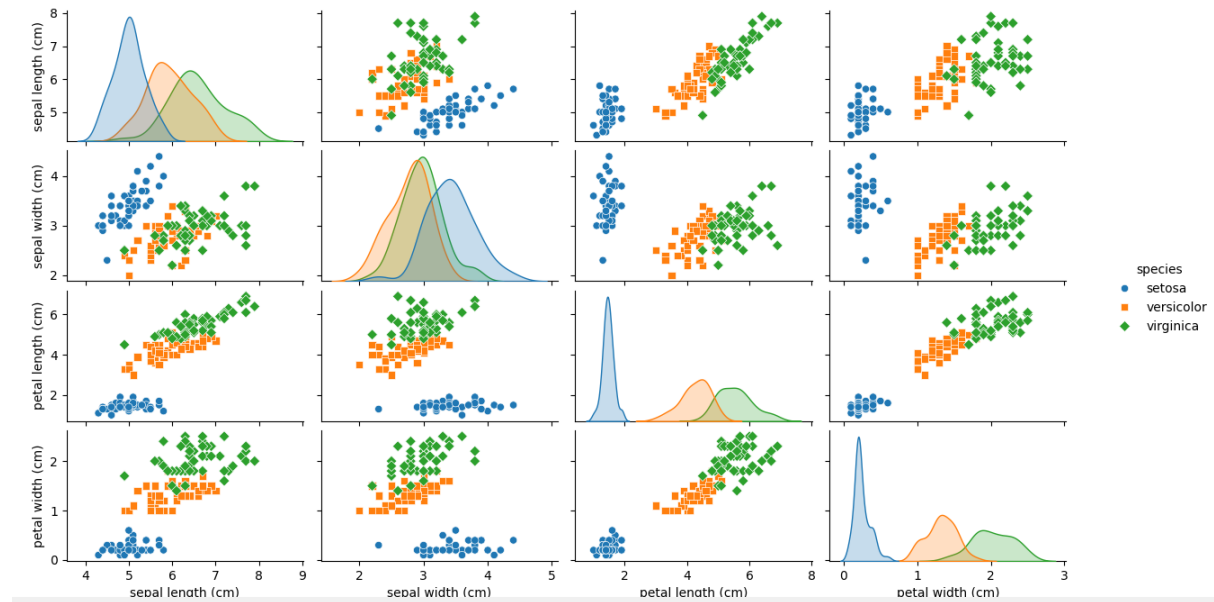 8
7
6
5
sepal length (cm)
4
3
2
sepal width (cm)
6
4
2
petal length (cm)
2
1
0
petal width (cm)
4 5 6 7 8 9
2 3 4 5
2 4 6 8
0 1 2 3
sepal length (cm) sepal width (cm) petal length (cm) petal width (cm)
species
setosa
versicolor
virginica